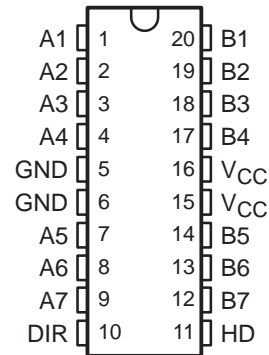 A1 1 20 B1
A2 2 19 B2
A3 3 18 B3
A4 4 17 B4
GND 5 16 VCC
GND 6 15 VCC
A5 7 14 B5
A6 8 13 B6
A7 9 12 B7
DIR 10 11 HD